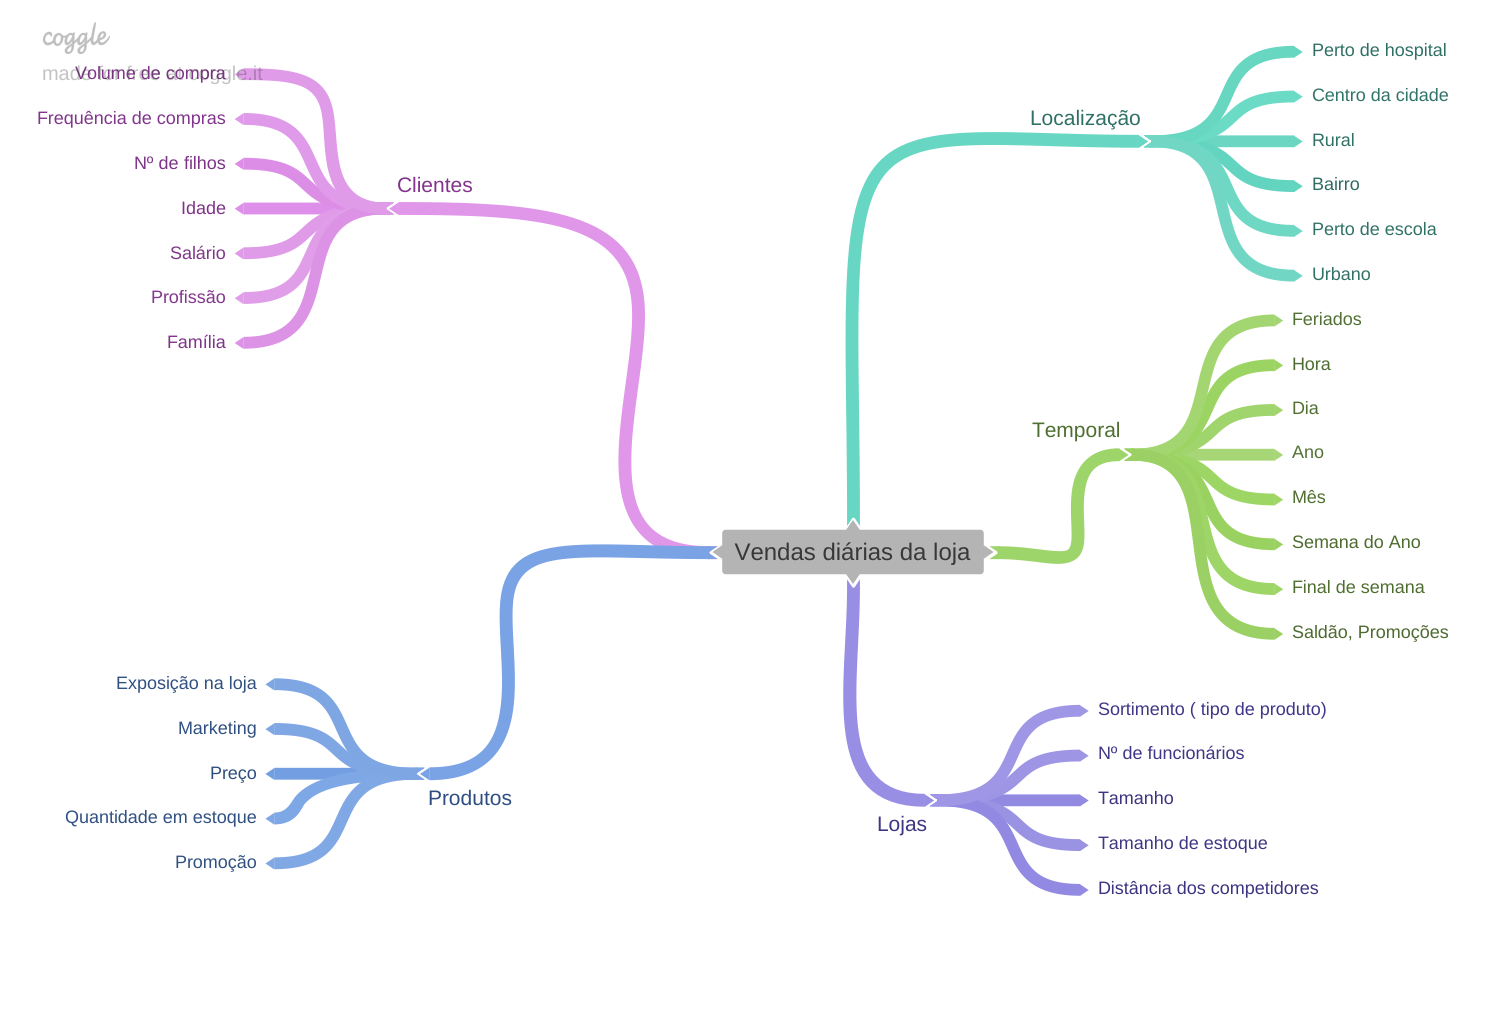 coggle
made for free at coggle.it
Volume de compra
Frequência de compras
Nº de filhos
Idade
Salário
Profissão
Família
Clientes
Localização
Perto de hospital
Centro da cidade
Rural
Bairro
Perto de escola
Urbano
Temporal
Feriados
Hora
Dia
Ano
Mês
Semana do Ano
Final de semana
Saldão, Promoções
Vendas diárias da loja
Exposição na loja
Marketing
Preço
Quantidade em estoque
Promoção
Produtos
Lojas
Sortimento ( tipo de produto)
Nº de funcionários
Tamanho
Tamanho de estoque
Distância dos competidores